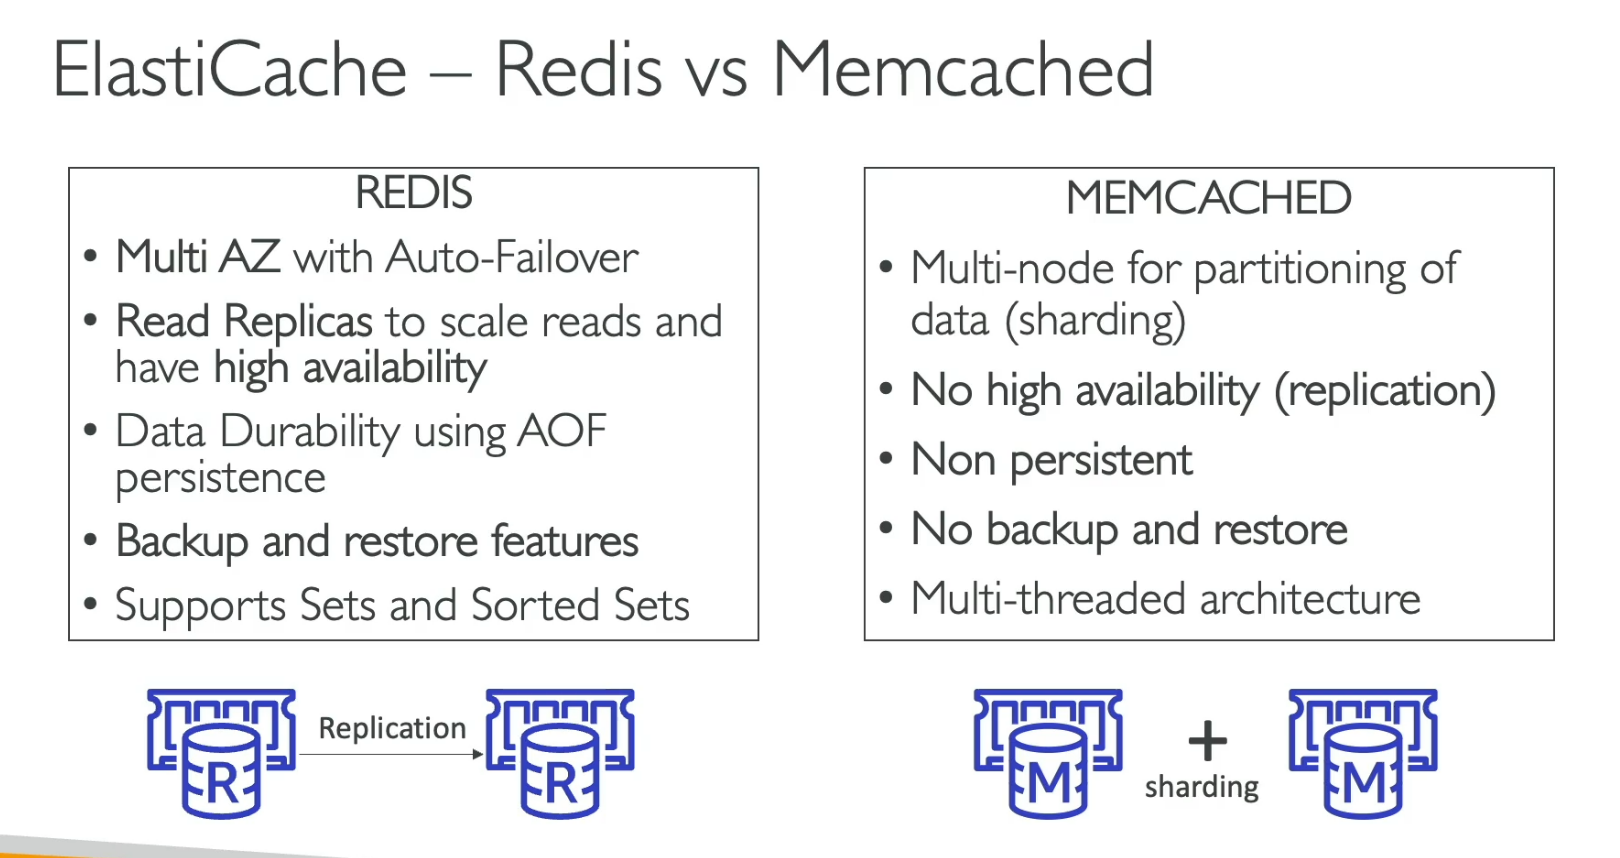 ElastiCache – Redis vs Memcached
REDIS
• Multi AZ with Auto-Failover
• Read Replicas to scale reads and
have high availability
• Data Durability using AOF
persistence
• Backup and restore features
• Supports Sets and Sorted Sets
MEMCACHED
• Multi-node for partitioning of
data (sharding)
• No high availability (replication)
• Non persistent
• No backup and restore
• Multi-threaded architecture
R
Replication
R
M
+
sharding
M